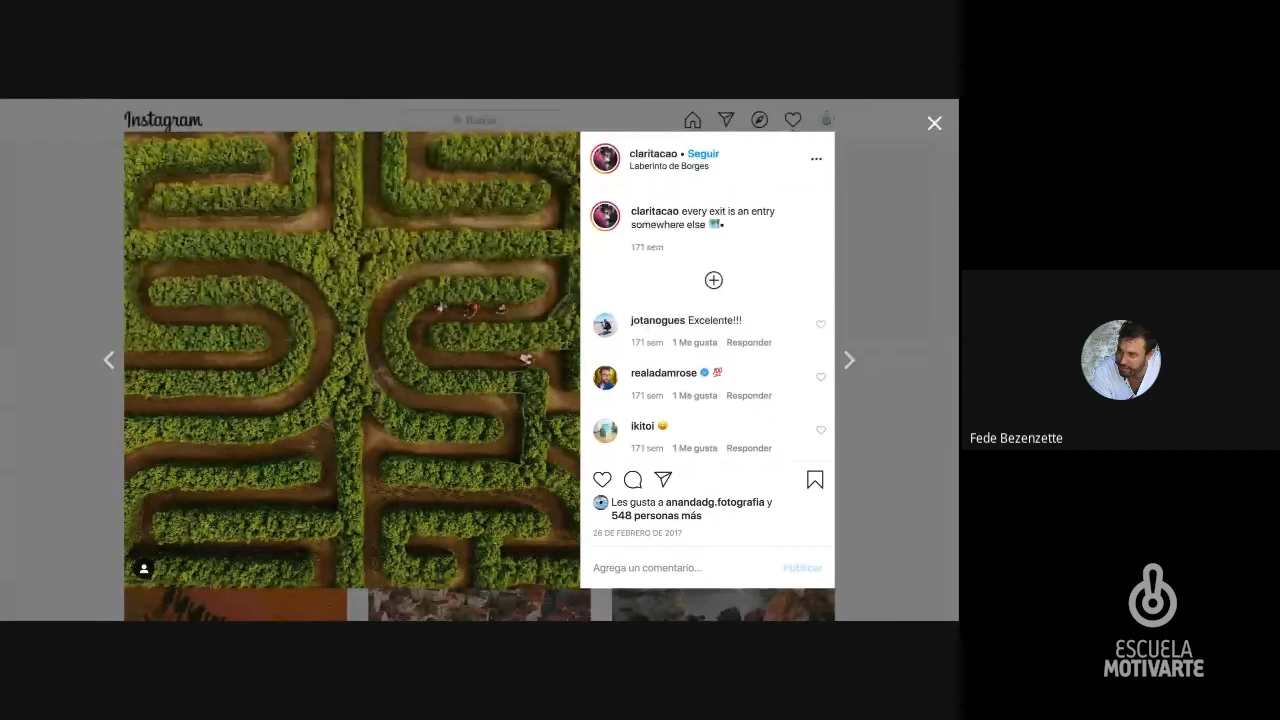 Instagram
claritacao • Seguir
Laberinto de Borges
claritacao every exit is an entry
somewhere else
171 sem
jotanogues Excelente!!!
171 sem 1 Me gusta Responder
realadamrose 💯
171 sem 1 Me gusta Responder
ikitoi
171 sem 1 Me gusta Responder
Les gusta a anandadg.fotografia y
548 personas más
26 DE FEBRERO DE 2017
Agrega un comentario... Publicar
Fede Bezenzette
ESCUELA
MOTIVARTE